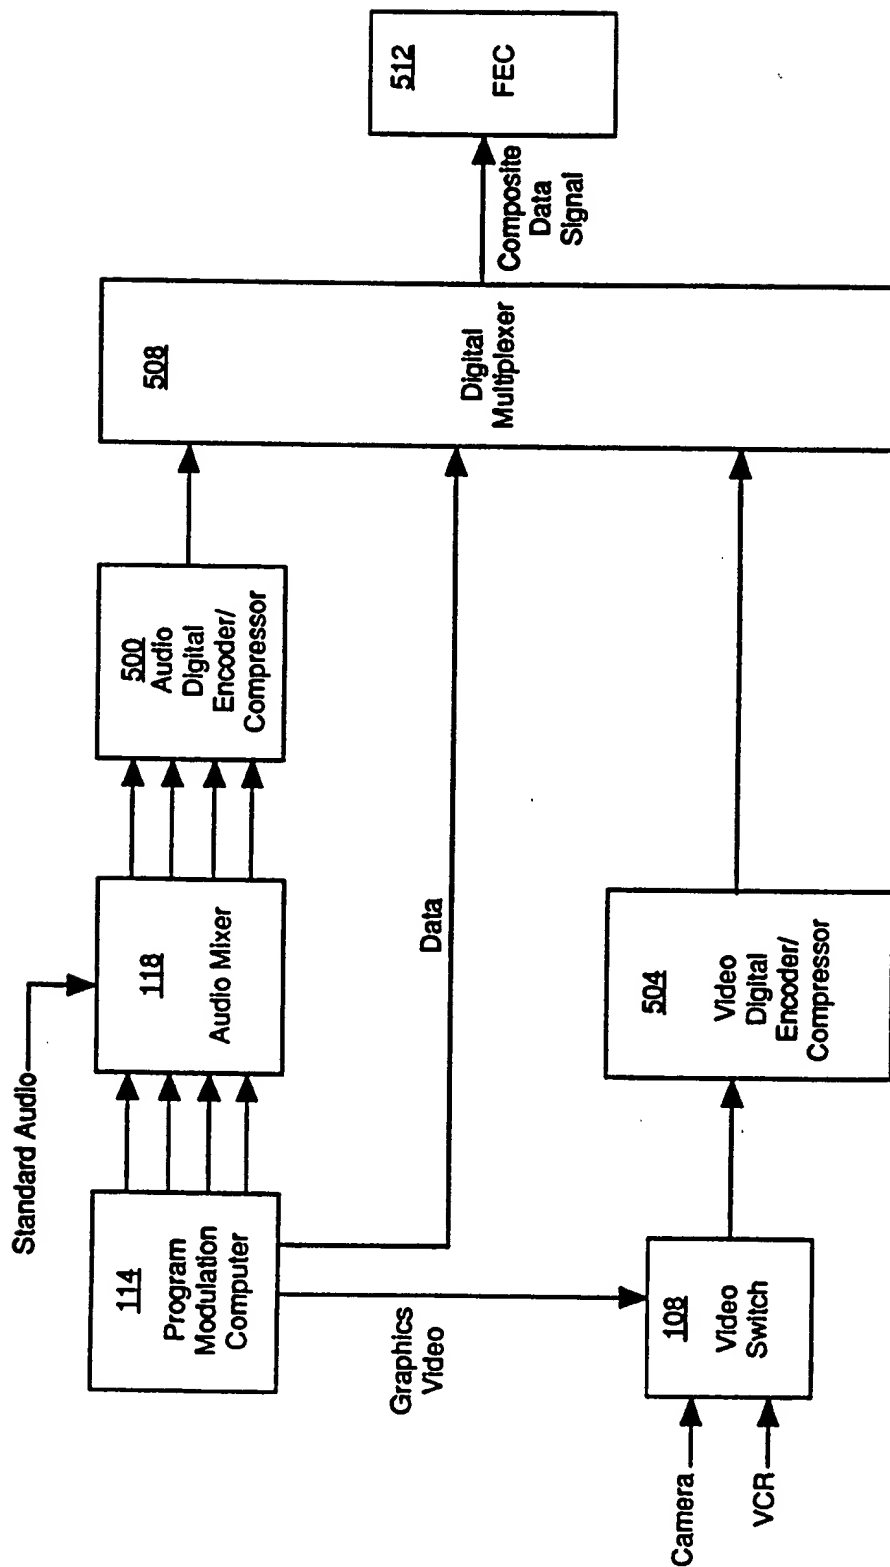 Standard Audio
114
Program
Modulation
Computer
118
Audio Mixer
500
Audio
Digital
Encoder/
Compressor
508
Digital
Multiplexer
Composite
Data
Signal
512
FEC
Data
Graphics
Video
Camera
VCR
108
Video
Switch
504
Video
Digital
Encoder/
Compressor